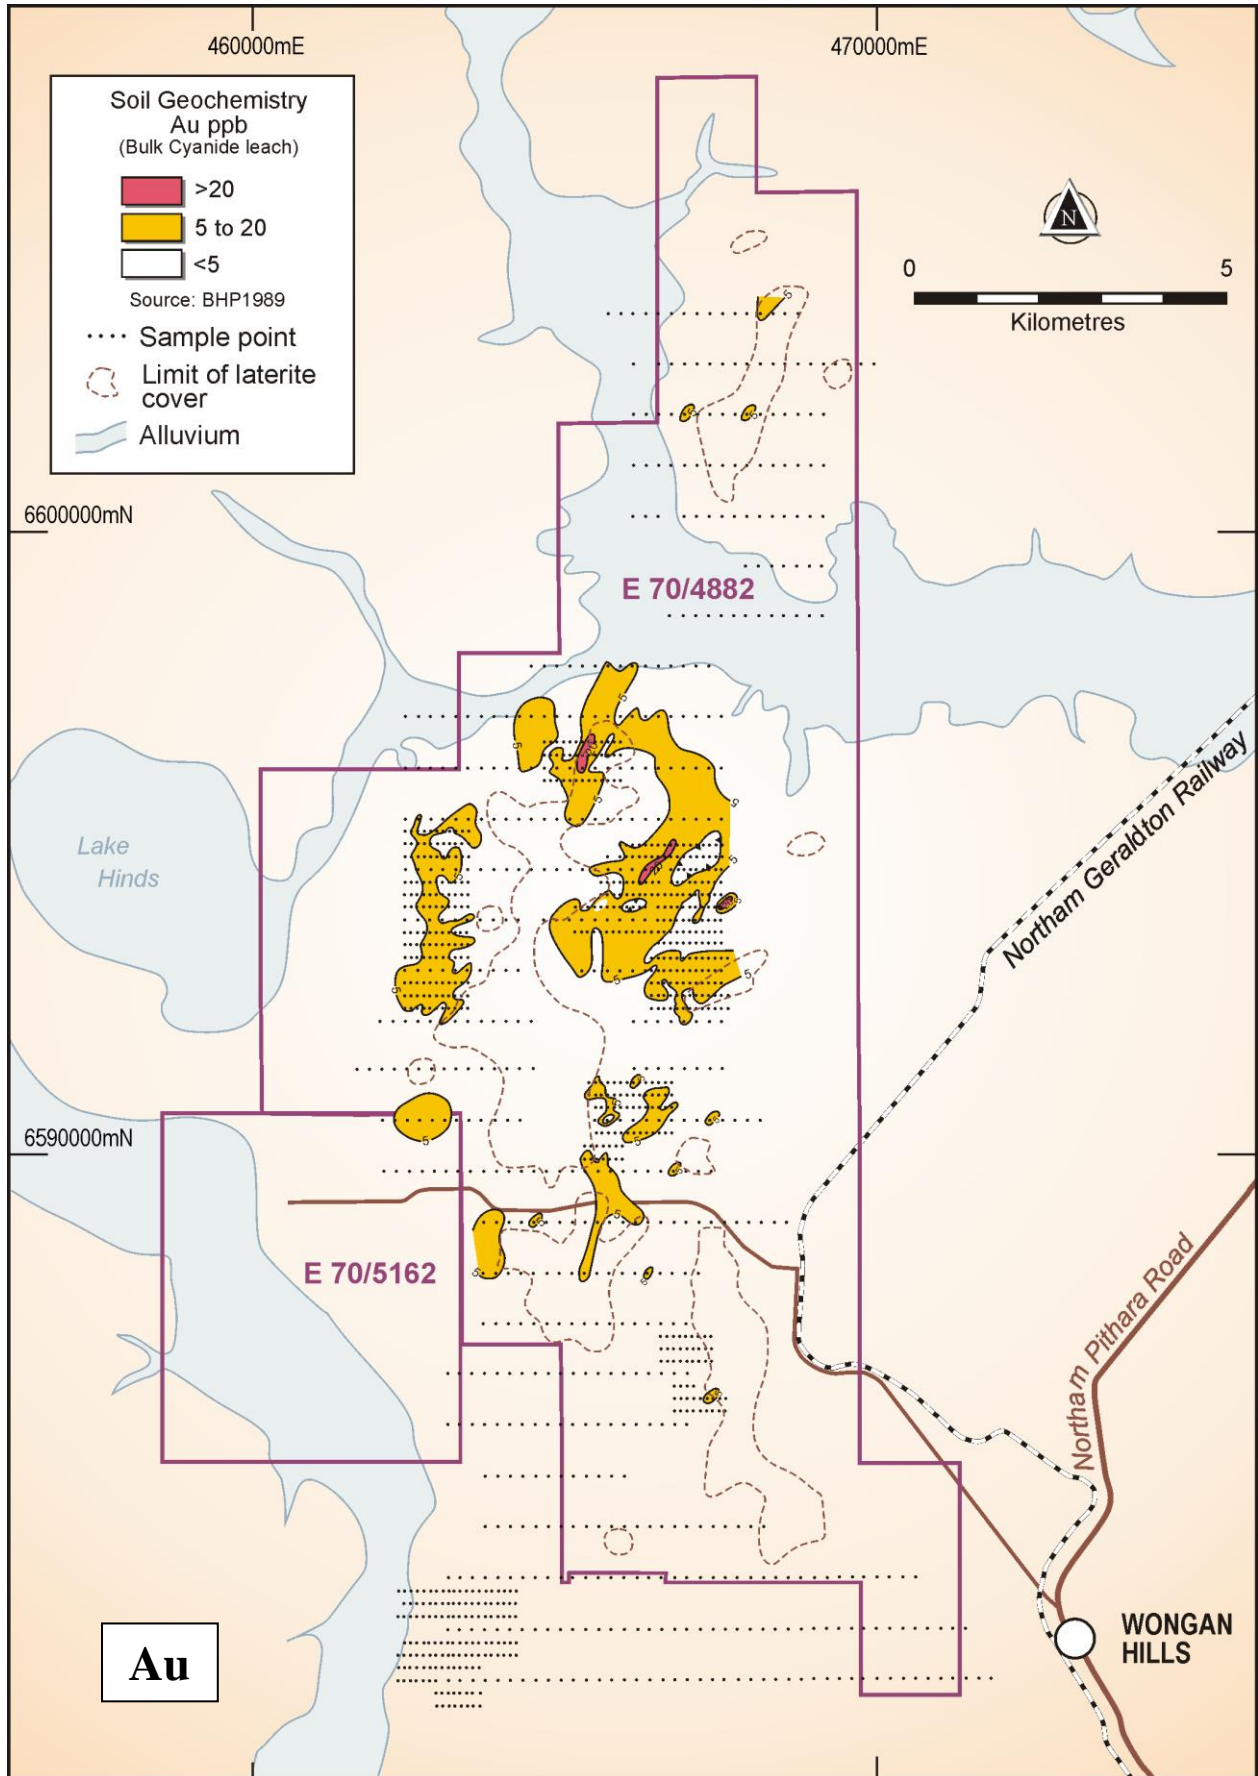 460000mE
470000mE
Soil Geochemistry
Au ppb
(Bulk Cyanide leach)
>20
5 to 20
<5
Source: BHP1989
Sample point
Limit of laterite
cover
Alluvium
N
0 5
Kilometres
6600000mN
E 70/4882
Lake
Hinds
Northam Geraldton Railway
6590000mN
E 70/5162
Northam Pithara Road
WONGAN
HILLS
Au